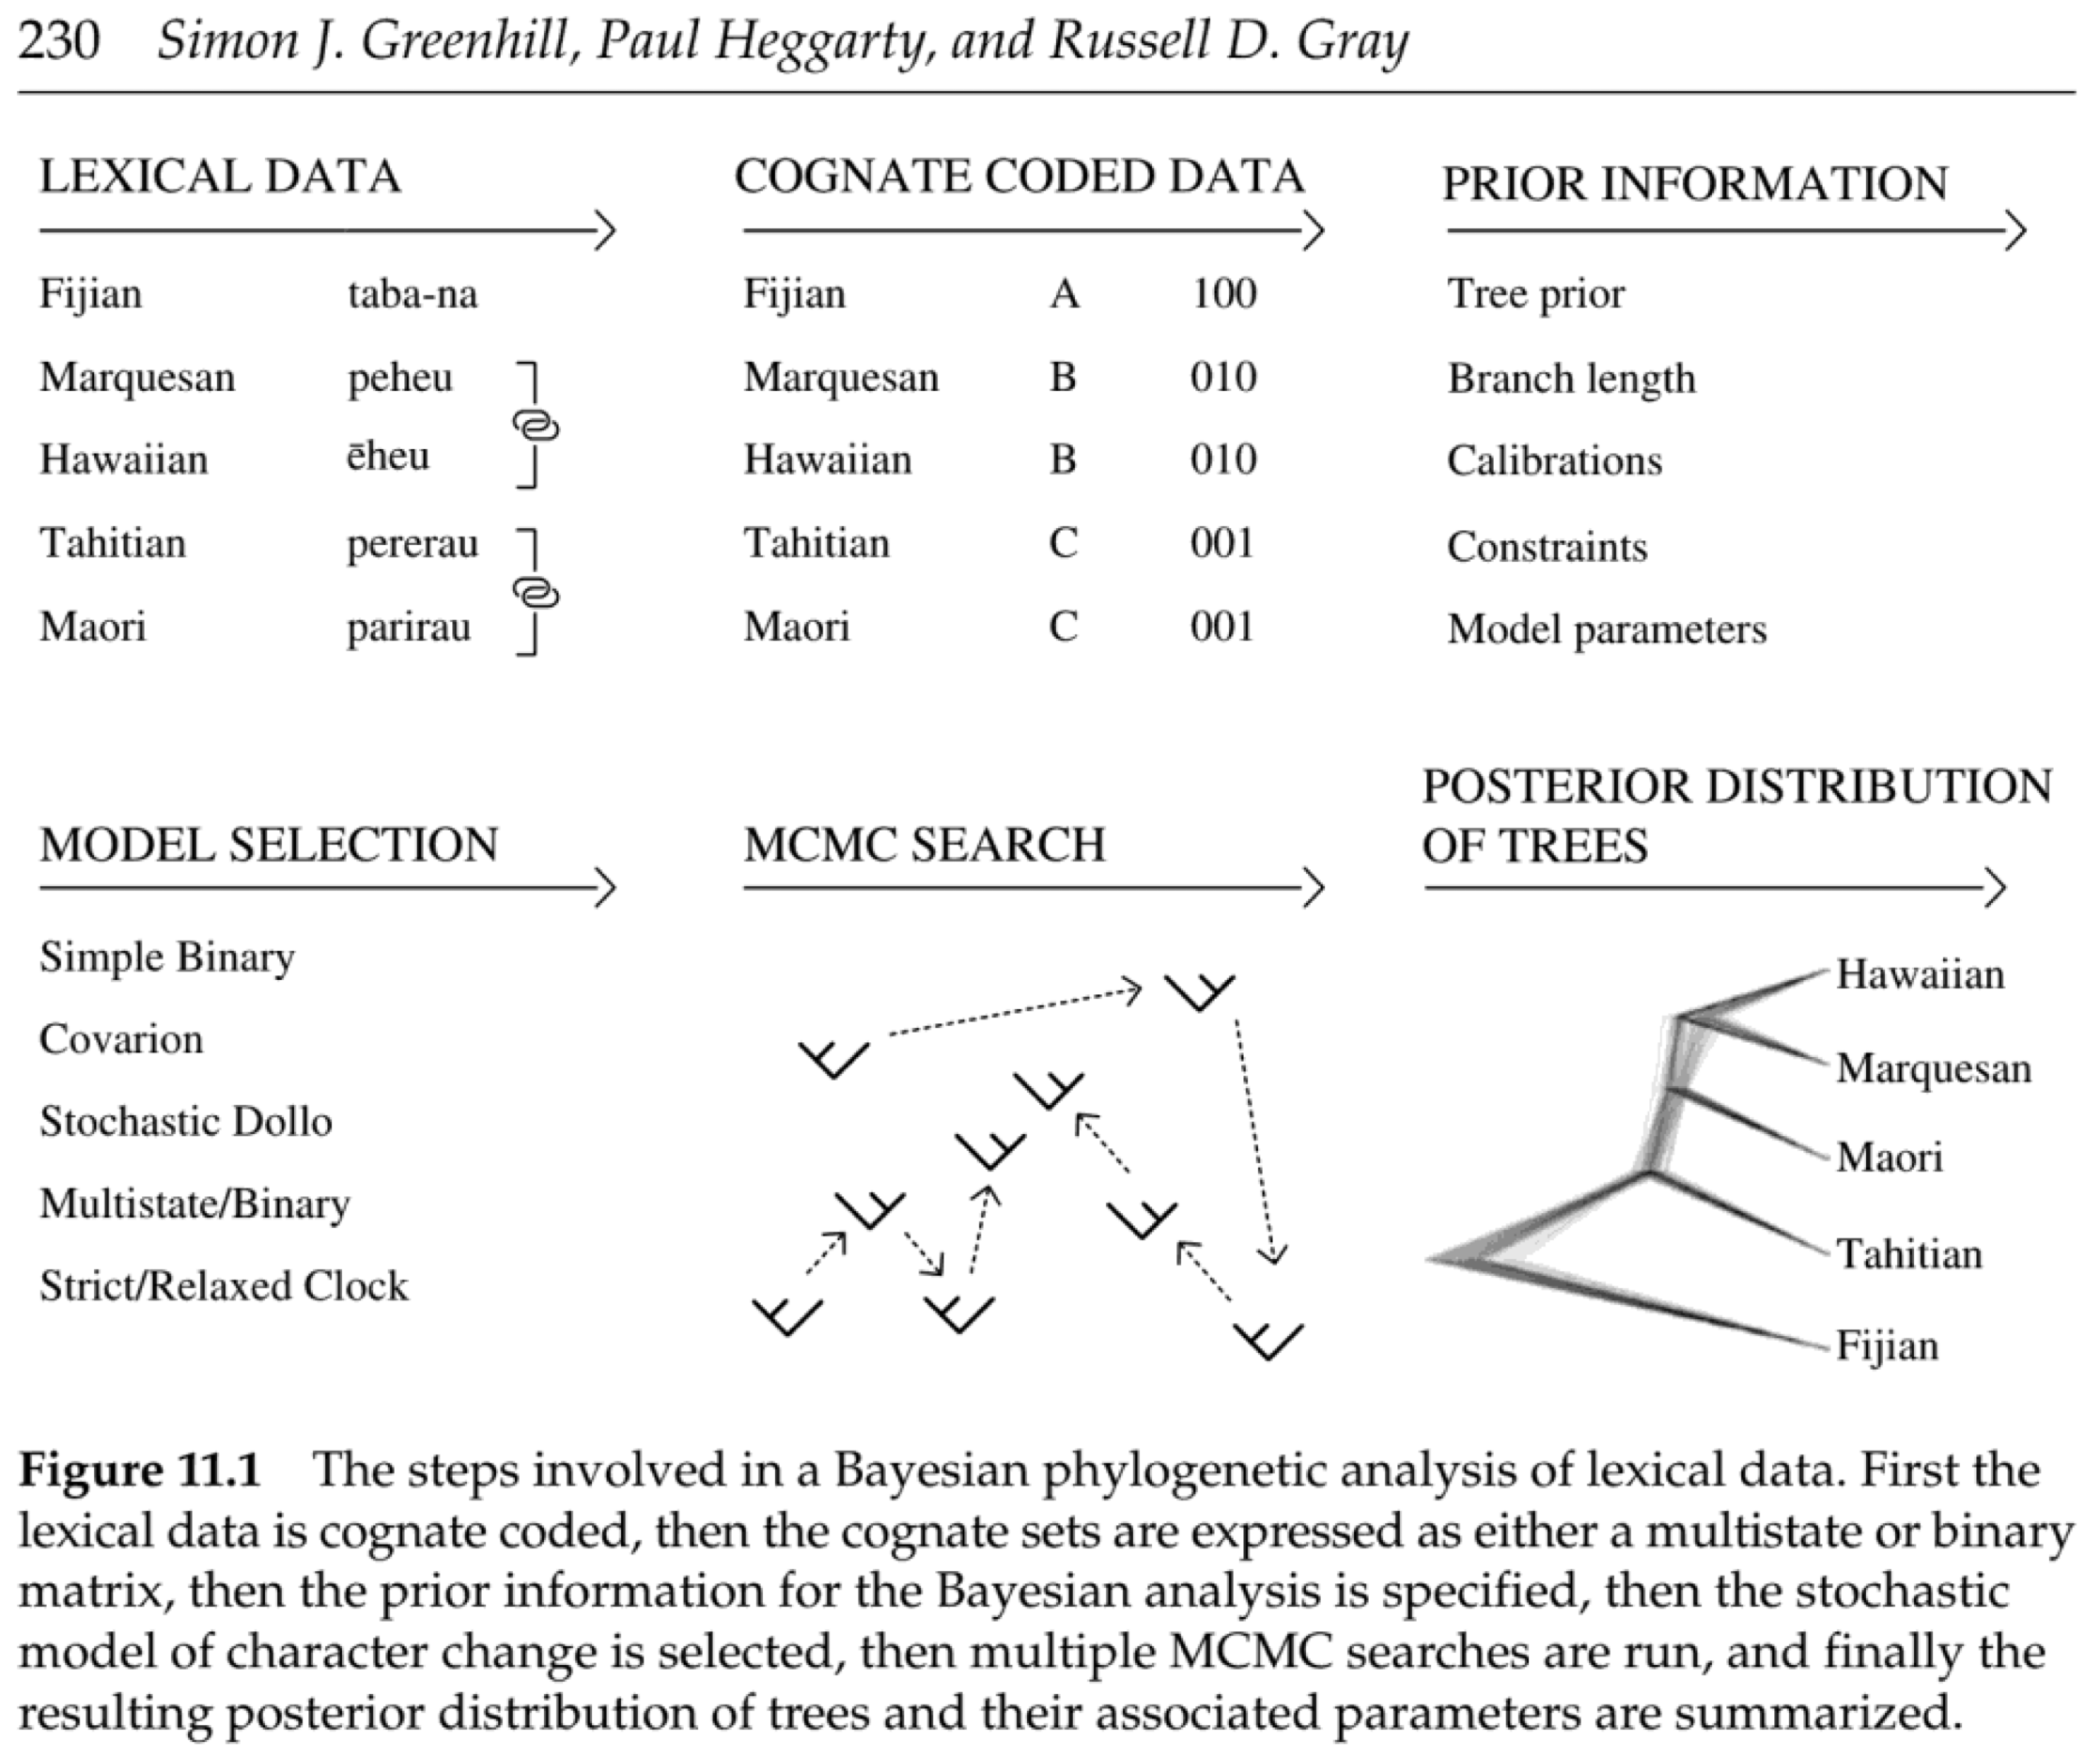 230 Simon J. Greenhill, Paul Heggarty, and Russell D. Gray
LEXICAL DATA
Fijian taba-na
Marquesan peheu
Hawaiian ēheu
Tahitian pererau
Maori parirau
COGNATE CODED DATA
Fijian A 100
Marquesan B 010
Hawaiian B 010
Tahitian C 001
Maori C 001
PRIOR INFORMATION
Tree prior
Branch length
Calibrations
Constraints
Model parameters
MODEL SELECTION
Simple Binary
Covarion
Stochastic Dollo
Multistate/Binary
Strict/Relaxed Clock
MCMC SEARCH
POSTERIOR DISTRIBUTION
OF TREES
Hawaiian
Marquesan
Maori
Tahitian
Fijian
Figure 11.1 The steps involved in a Bayesian phylogenetic analysis of lexical data. First the
lexical data is cognate coded, then the cognate sets are expressed as either a multistate or binary
matrix, then the prior information for the Bayesian analysis is specified, then the stochastic
model of character change is selected, then multiple MCMC searches are run, and finally the
resulting posterior distribution of trees and their associated parameters are summarized.